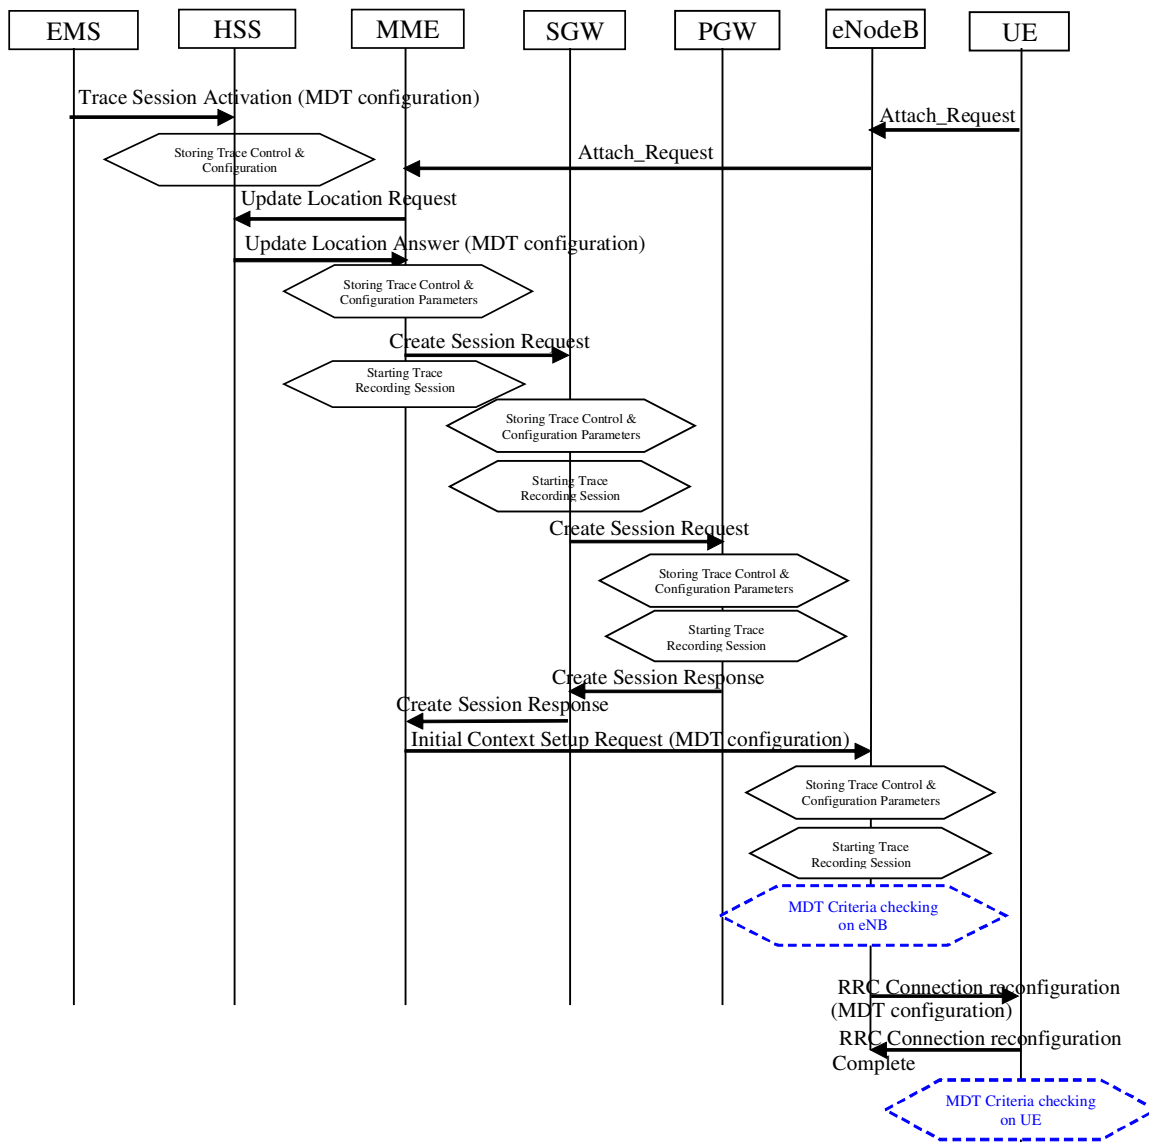 EMS
HSS
MME
SGW
PGW
eNodeB
UE
Trace Session Activation (MDT configuration)
Attach_Request
Storing Trace Control &
Configuration
Attach_Request
Update Location Request
Update Location Answer (MDT configuration)
Storing Trace Control &
Configuration Parameters
Create Session Request
Starting Trace
Recording Session
Storing Trace Control &
Configuration Parameters
Starting Trace
Recording Session
Create Session Request
Storing Trace Control &
Configuration Parameters
Starting Trace
Recording Session
Create Session Response
Create Session Response
Initial Context Setup Request (MDT configuration)
Storing Trace Control &
Configuration Parameters
Starting Trace
Recording Session
MDT Criteria checking
on eNB
RRC Connection reconfiguration
(MDT configuration)
RRC Connection reconfiguration
Complete
MDT Criteria checking
on UE